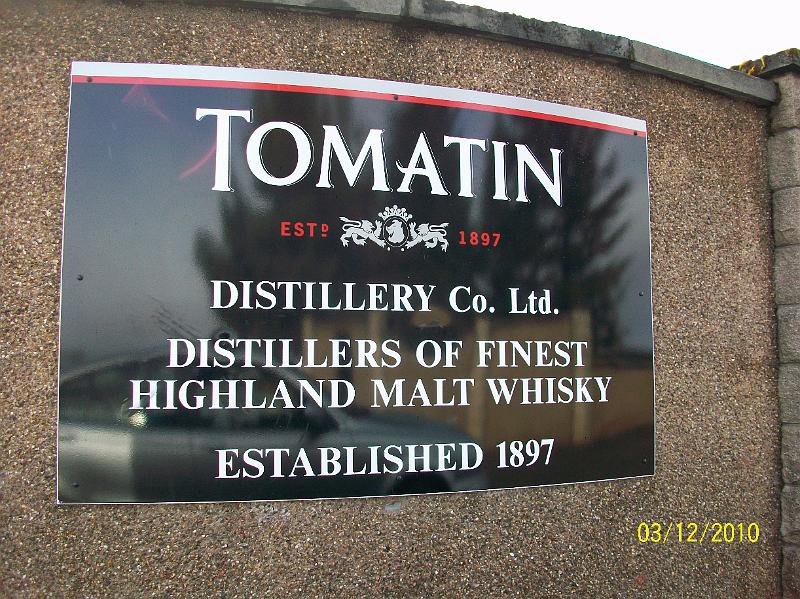 TOMATIN
ESTD 1897
DISTILLERY Co. Ltd.
DISTILLERS OF FINEST
HIGHLAND MALT WHISKY
ESTABLISHED 1897
03/12/2010